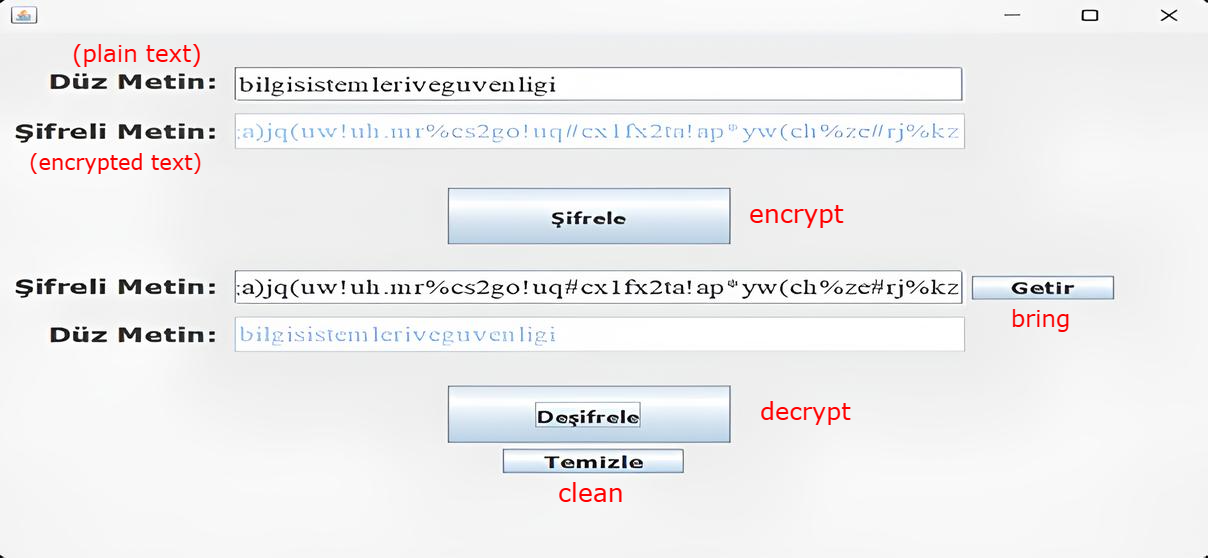 (plain text)
Düz Metin: bilgisistemleriveguvenligi
Şifreli Metin: ;a)jq(uw!uh.mr%cs2go!uq//cx1fx2ta!ap*yw(ch%zc//rj%kz
(encrypted text)
Şifrele encrypt
Şifreli Metin: ;a)jq(uw!uh.mr%cs2go!uq#cx1fx2ta!ap*yw(ch%ze#rj%kz Getir
bring
Düz Metin: bilgisistemleriveguvenligi
Deşifrele decrypt
Temizle
clean